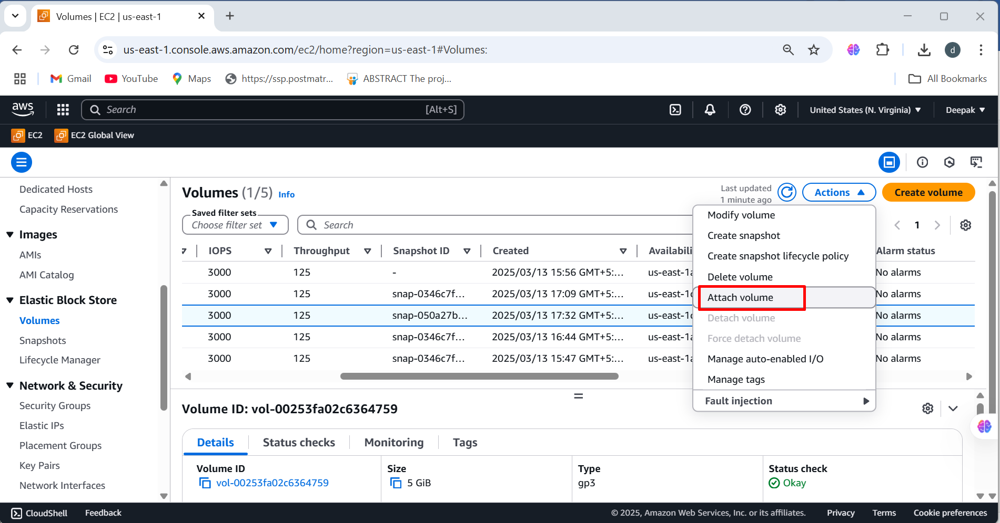 Volumes | EC2 | us-east-1
us-east-1.console.aws.amazon.com/ec2/home?region=us-east-1#Volumes:
d
Gmail
YouTube
Maps
https://ssp.postmatr...
ABSTRACT The proj...
All Bookmarks
aws
Search
[Alt+S]
United States (N. Virginia)
Deepak
EC2
EC2 Global View
Dedicated Hosts
Capacity Reservations
Images
AMIs
AMI Catalog
Elastic Block Store
Volumes
Snapshots
Lifecycle Manager
Network & Security
Security Groups
Elastic IPs
Placement Groups
Key Pairs
Network Interfaces
Volumes (1/5) Info
Last updated
1 minute ago
Actions
Create volume
Saved filter sets
Choose filter set
Search
1
IOPS Throughput Snapshot ID Created Availabili Alarm status
3000 125 - 2025/03/13 15:56 GMT+5:... us-east-1a No alarms
3000 125 snap-0346c7f... 2025/03/13 17:09 GMT+5:... us-east-1c No alarms
3000 125 snap-050a27b... 2025/03/13 17:32 GMT+5:... us-east-1c No alarms
3000 125 snap-0346c7f... 2025/03/13 16:44 GMT+5:... us-east-1a No alarms
3000 125 snap-0346c7f... 2025/03/13 15:47 GMT+5:... us-east-1a No alarms
Modify volume
Create snapshot
Create snapshot lifecycle policy
Delete volume
Attach volume
Detach volume
Force detach volume
Manage auto-enabled I/O
Manage tags
Fault injection
Volume ID: vol-00253fa02c6364759
Details Status checks Monitoring Tags
Volume ID Size Type Status check
vol-00253fa02c6364759 5 GiB gp3 Okay
CloudShell Feedback © 2025, Amazon Web Services, Inc. or its affiliates. Privacy Terms Cookie preferences